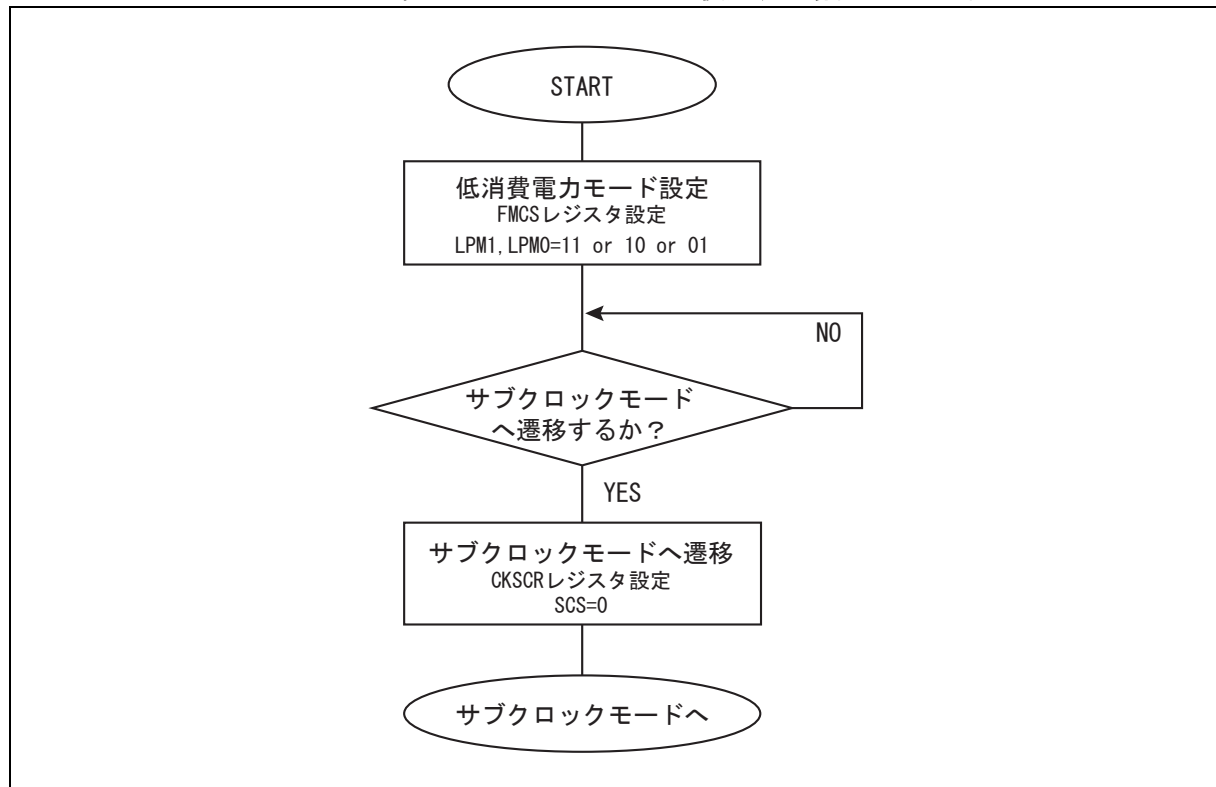 START
低消費電力モード設定
FMCSレジスタ設定
LPM1,LPM0=11 or 10 or 01
NO
サブクロックモード
へ遷移するか？
YES
サブクロックモードへ遷移
CKSCRレジスタ設定
SCS=0
サブクロックモードへ